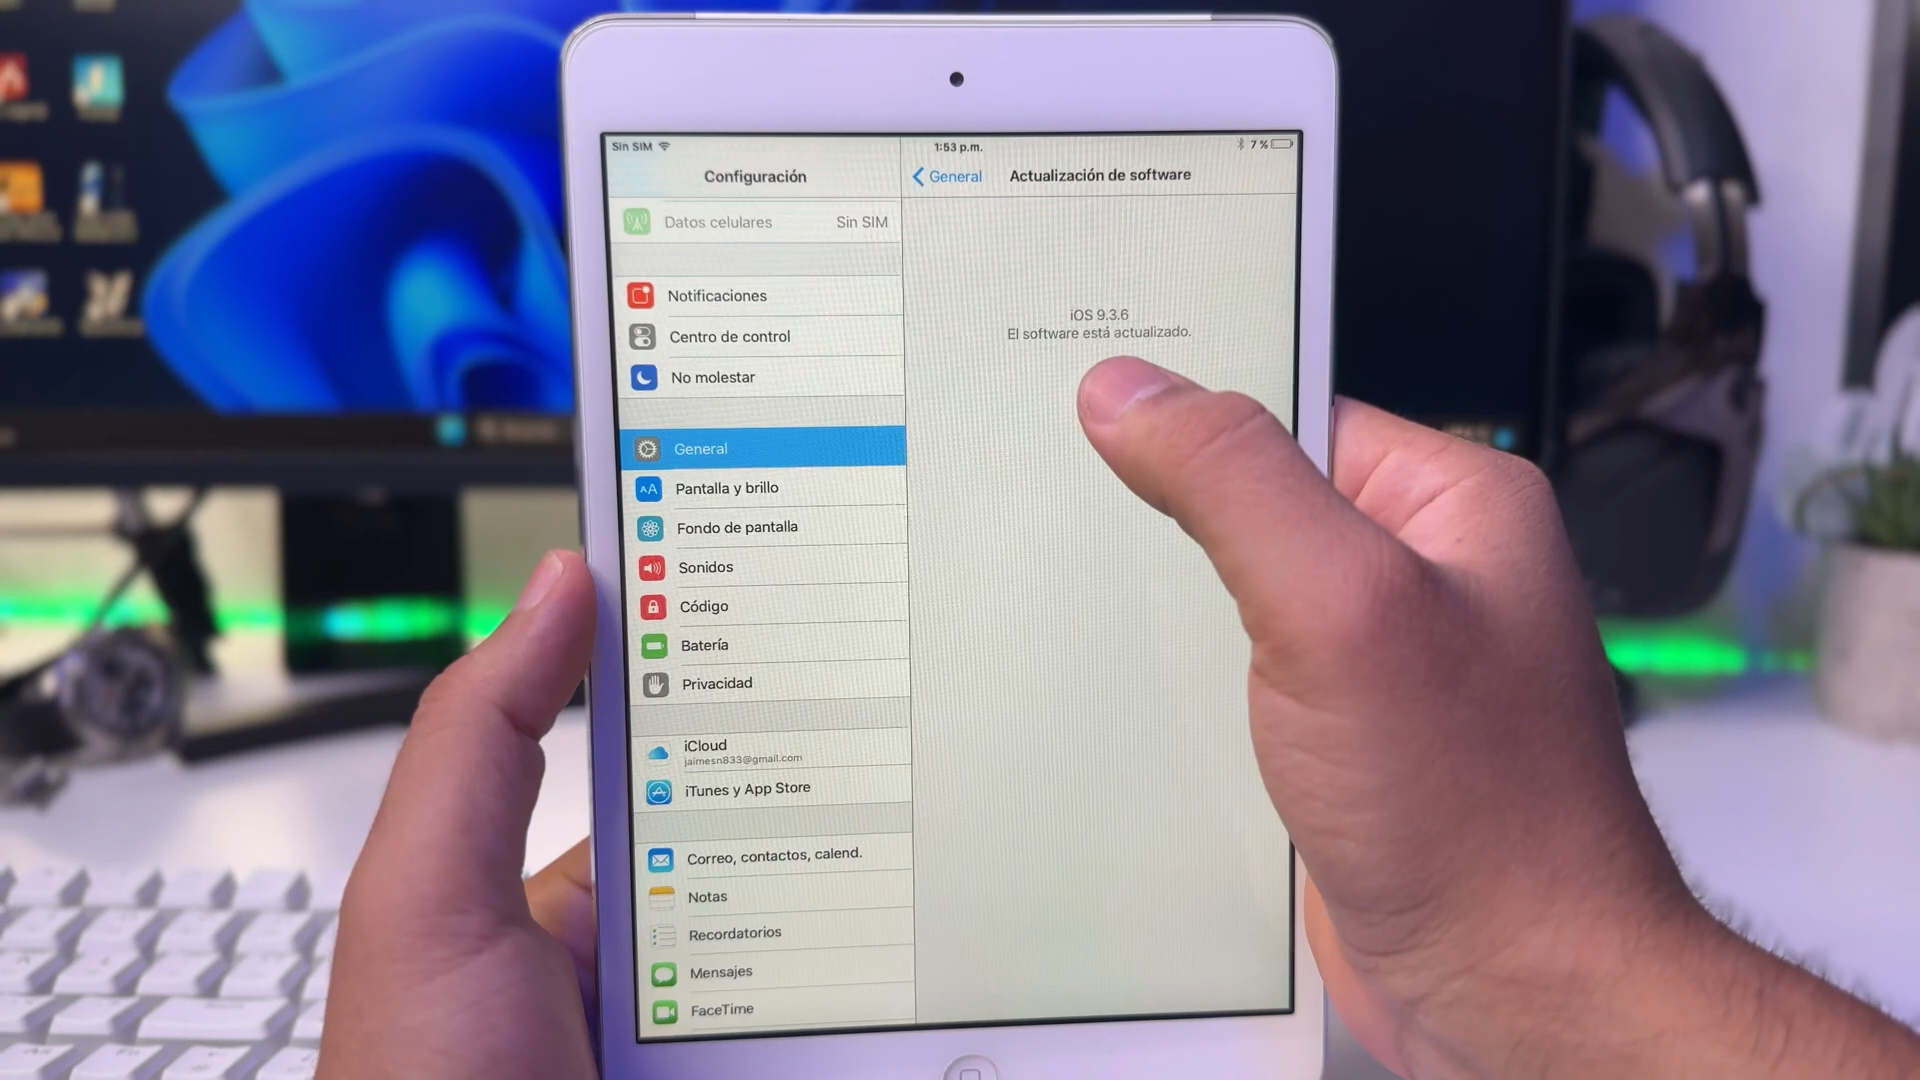 Sin SIM
1:53 p.m.
7 %
Configuración
General
Actualización de software
Datos celulares
Sin SIM
Notificaciones
Centro de control
No molestar
General
AA
Pantalla y brillo
Fondo de pantalla
Sonidos
Código
Batería
Privacidad
iCloud
jaimesn833@gmail.com
iTunes y App Store
Correo, contactos, calend.
Notas
Recordatorios
Mensajes
FaceTime
iOS 9.3.6
El software está actualizado.